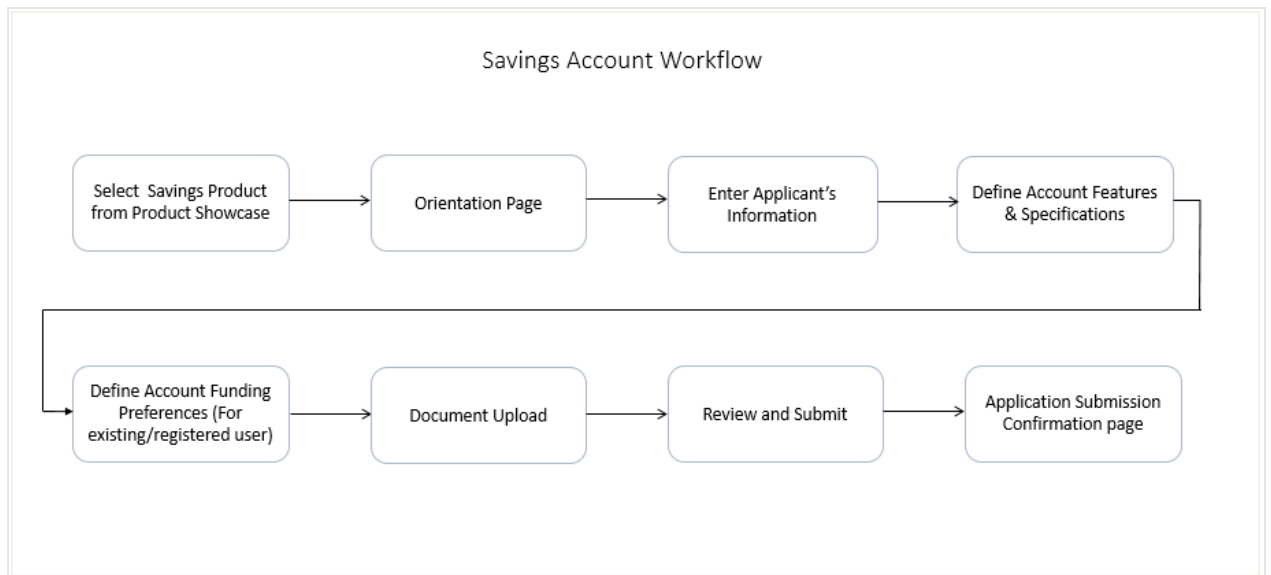 Savings Account Workflow
Select Savings Product
from Product Showcase
Orientation Page
Enter Applicant's
Information
Define Account Features
& Specifications
Define Account Funding
Preferences (For
existing/registered user)
Document Upload
Review and Submit
Application Submission
Confirmation page